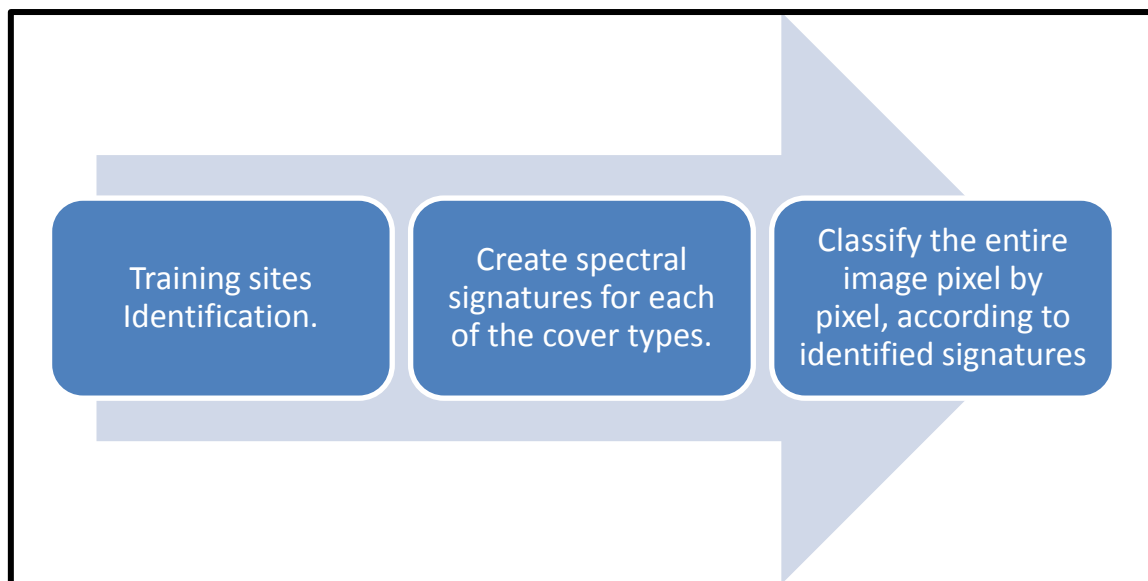 Training sites
Identification.
Create spectral
signatures for each
of the cover types.
Classify the entire
image pixel by
pixel, according to
identified signatures